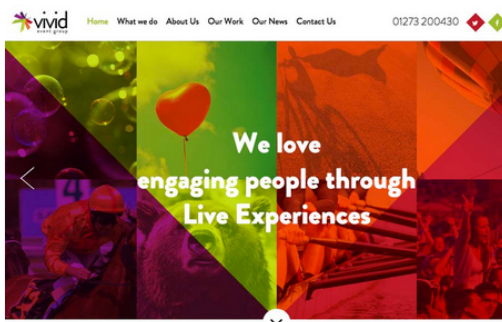 vivid
event group
Home What we do About Us Our Work Our News Contact Us 01273 200430
We love
engaging people through
Live Experiences
4